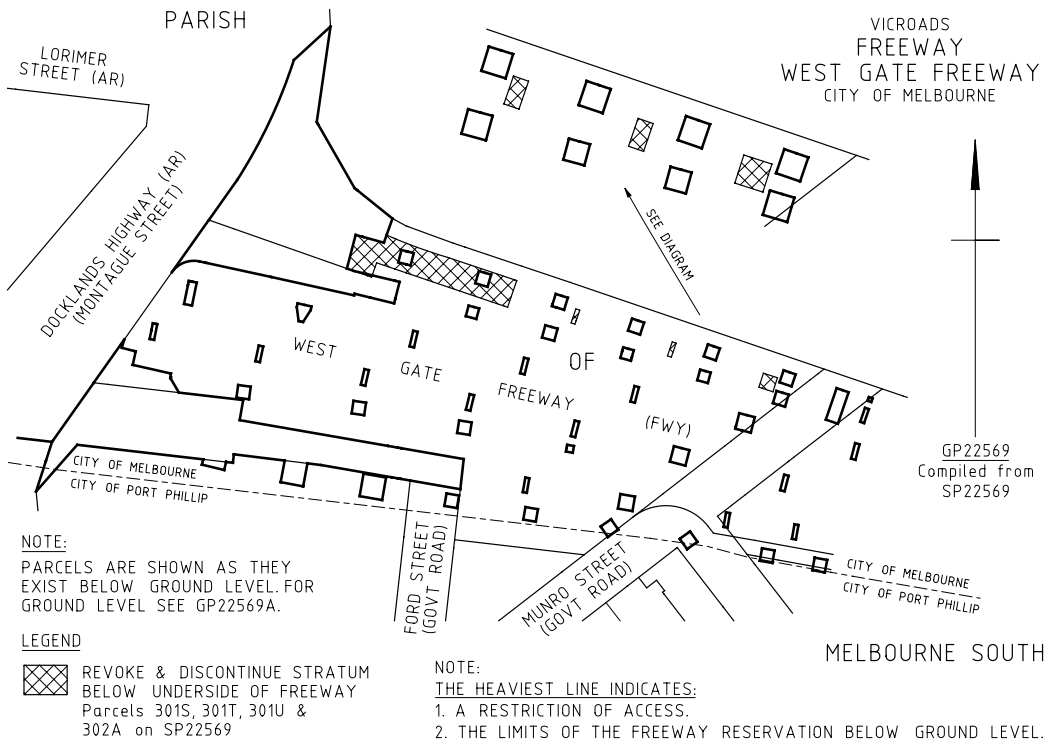 PARISH
VICROADS
FREEWAY
WEST GATE FREEWAY
CITY OF MELBOURNE
LORIMER
STREET (AR)
DOCKLANDS HIGHWAY (AR)
(MONTAGUE STREET)
SEE DIAGRAM
WEST GATE FREEWAY
OF
(FWY)
GP22569
Compiled from
SP22569
CITY OF MELBOURNE
CITY OF PORT PHILLIP
FORD STREET
(GOVT ROAD)
MUNRO STREET
(GOVT ROAD)
CITY OF MELBOURNE
CITY OF PORT PHILLIP
NOTE:
PARCELS ARE SHOWN AS THEY
EXIST BELOW GROUND LEVEL. FOR
GROUND LEVEL SEE GP22569A.
LEGEND
REVOKE & DISCONTINUE STRATUM
BELOW UNDERSIDE OF FREEWAY
Parcels 301S, 301T, 301U &
302A on SP22569
MELBOURNE SOUTH
NOTE:
THE HEAVIEST LINE INDICATES:
1. A RESTRICTION OF ACCESS.
2. THE LIMITS OF THE FREEWAY RESERVATION BELOW GROUND LEVEL.